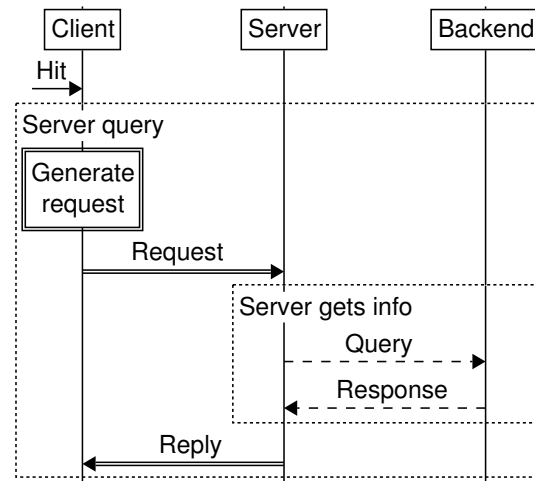 Client
Server
Backend
Hit
Server query
Generate
request
Request
Server gets info
Query
Response
Reply